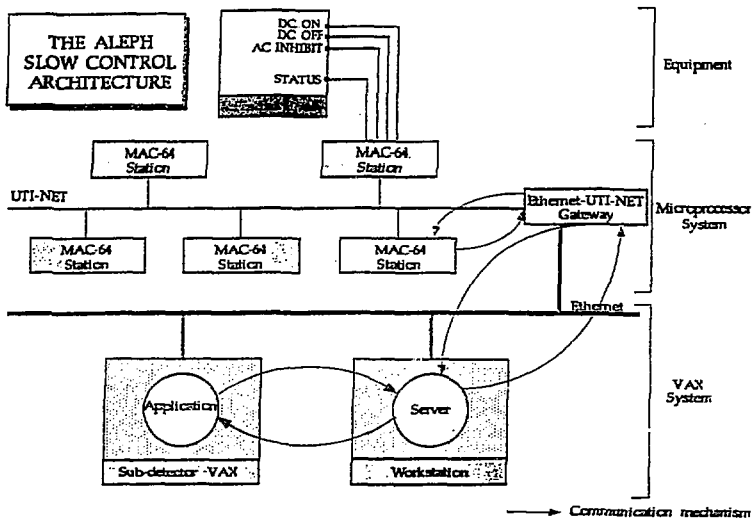 THE ALEPH
SLOW CONTROL
ARCHITECTURE
DC ON
DC OFF
AC INHIBIT
STATUS
Equipment
MAC-64
Station
MAC-64
Station
UTI-NET
Ethernet-UTI-NET
Gateway
Microprocessor
System
MAC-64
Station
MAC-64
Station
MAC-64
Station
Ethernet
Application
Server
VAX
System
Sub-detector VAX
Workstation
Communication mechanism